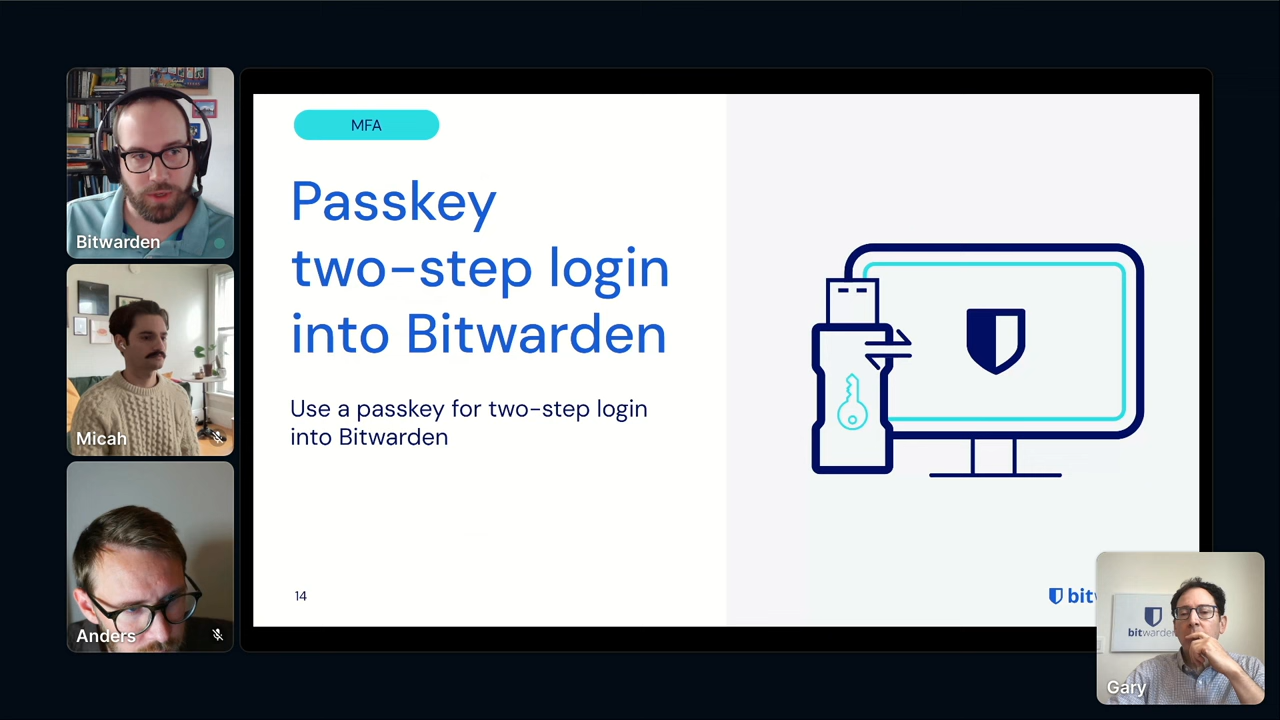 Bitwarden
Micah
Anders
MFA
Passkey
two-step login
into Bitwarden
Use a passkey for two-step login
into Bitwarden
14
bitwarden
Gary